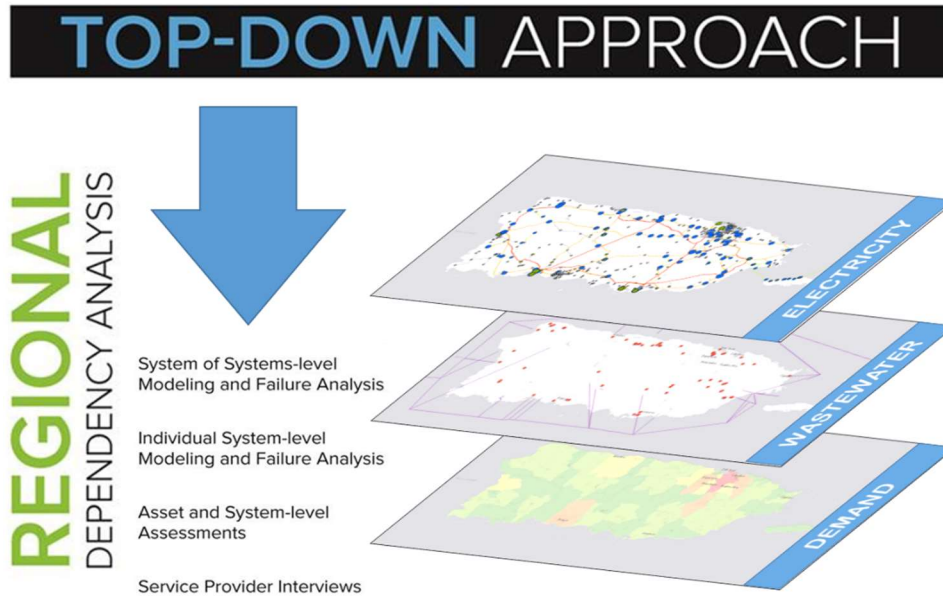 TOP-DOWN APPROACH
REGIONAL
DEPENDENCY ANALYSIS
System of Systems-level
Modeling and Failure Analysis
Individual System-level
Modeling and Failure Analysis
Asset and System-level
Assessments
Service Provider Interviews
ELECTRICITY
WASTEWATER
DEMAND